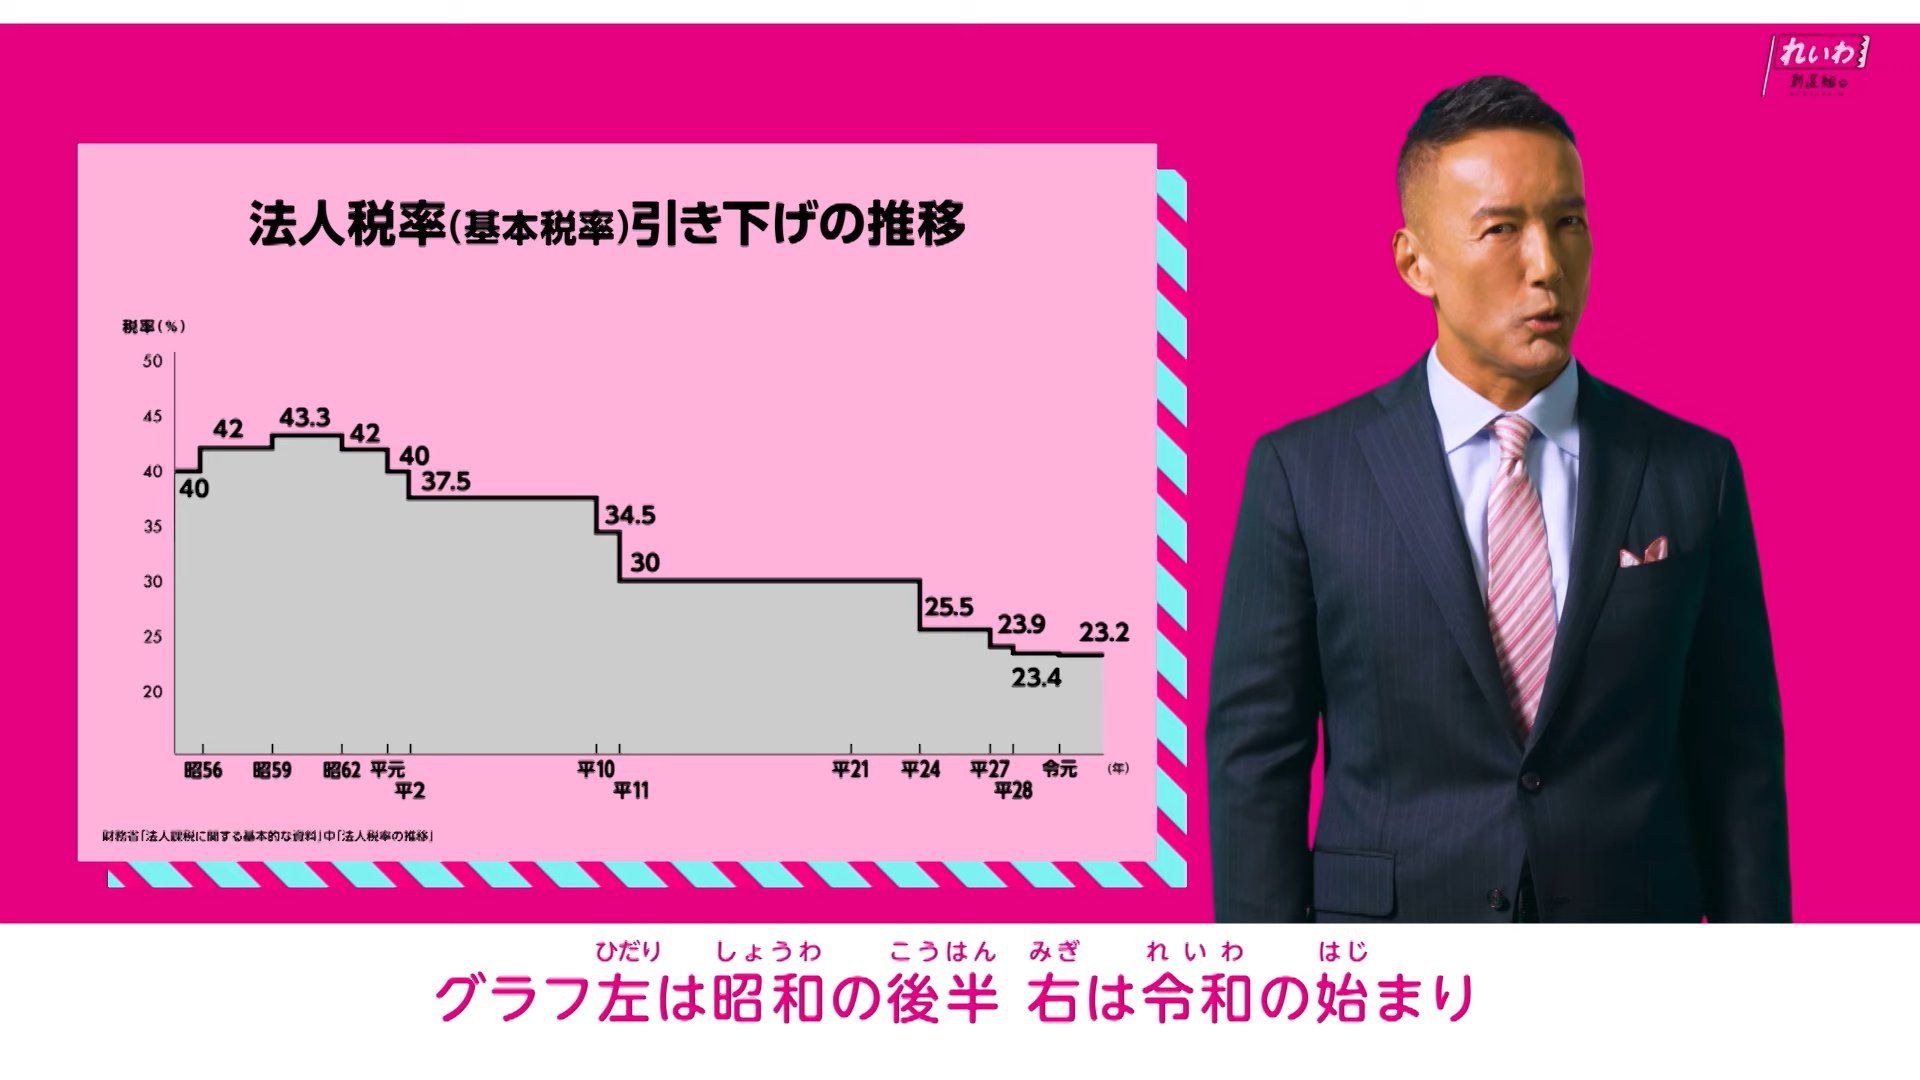 れいわ
新選組
法人税率(基本税率)引き下げの推移
税率(%)
50
45
40
35
30
25
20
40
42
43.3
42
40
37.5
34.5
30
25.5
23.9
23.4
23.2
昭56 昭59 昭62 平元 平2 平10 平11 平21 平24 平27 平28 令元 (年)
財務省「法人課税に関する基本的な資料」中「法人税率の推移」
ひだり しょうわ こうはん みぎ れいわ はじ
グラフ左は昭和の後半 右は令和の始まり